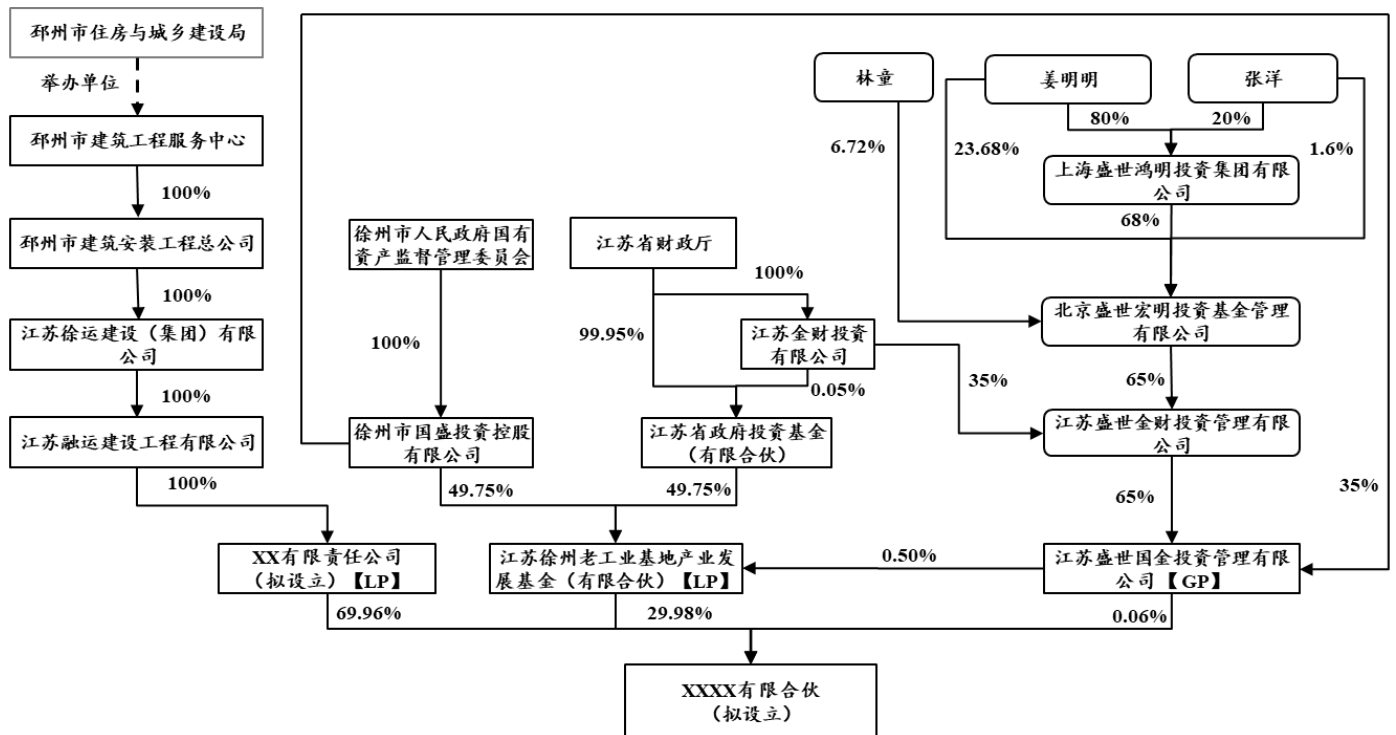 邳州市住房与城乡建设局
举办单位
邳州市建筑工程服务中心
100%
邳州市建筑安装工程总公司
100%
江苏徐运建设（集团）有限
公司
100%
江苏融运建设工程有限公司
100%
XX有限责任公司
（拟设立）【LP】
69.96%
徐州市人民政府国有
资产监督管理委员会
100%
徐州市国盛投资控股
有限公司
49.75%
江苏省财政厅
100%
99.95%
江苏金财投资
有限公司
0.05%
35%
江苏省政府投资基金
（有限合伙）
49.75%
江苏徐州老工业基地产业发
展基金（有限合伙）【LP】
29.98%
林童
6.72%
姜明明
80%
23.68%
张洋
20%
1.6%
上海盛世鸿明投资集团有限
公司
68%
北京盛世宏明投资基金管理
有限公司
65%
江苏盛世金财投资管理有限
公司
65%
35%
0.50%
江苏盛世国金投资管理有限
公司【GP】
0.06%
XXXX有限合伙
（拟设立）